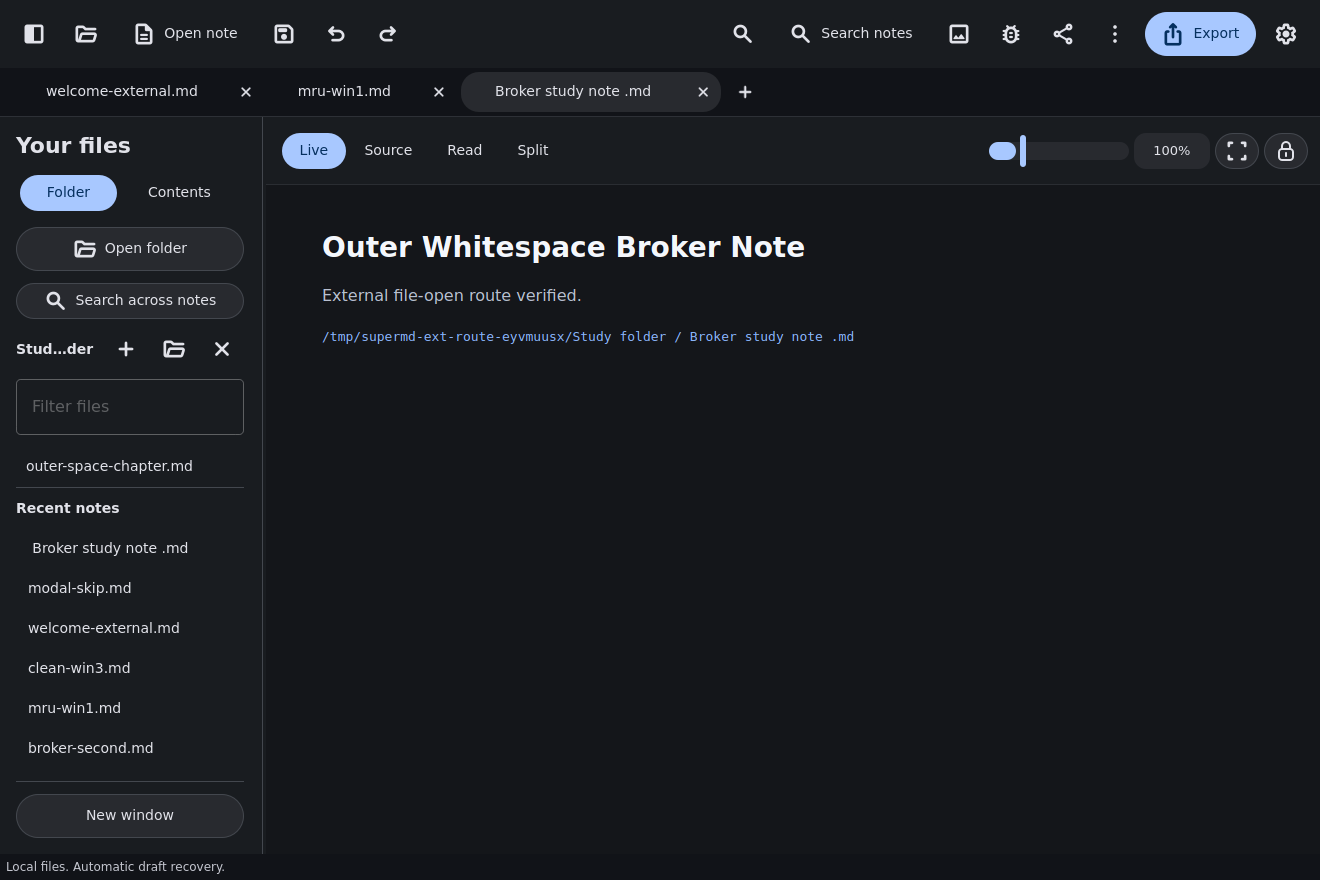 Open note
Search notes
Export
welcome-external.md
mru-win1.md
Broker study note .md
Your files
Folder
Contents
Open folder
Search across notes
Stud...der
Filter files
outer-space-chapter.md
Recent notes
Broker study note .md
modal-skip.md
welcome-external.md
clean-win3.md
mru-win1.md
broker-second.md
New window
Live
Source
Read
Split
100%
Outer Whitespace Broker Note
External file-open route verified.
/tmp/supermd-ext-route-eyvmuusx/Study folder / Broker study note .md
Local files. Automatic draft recovery.